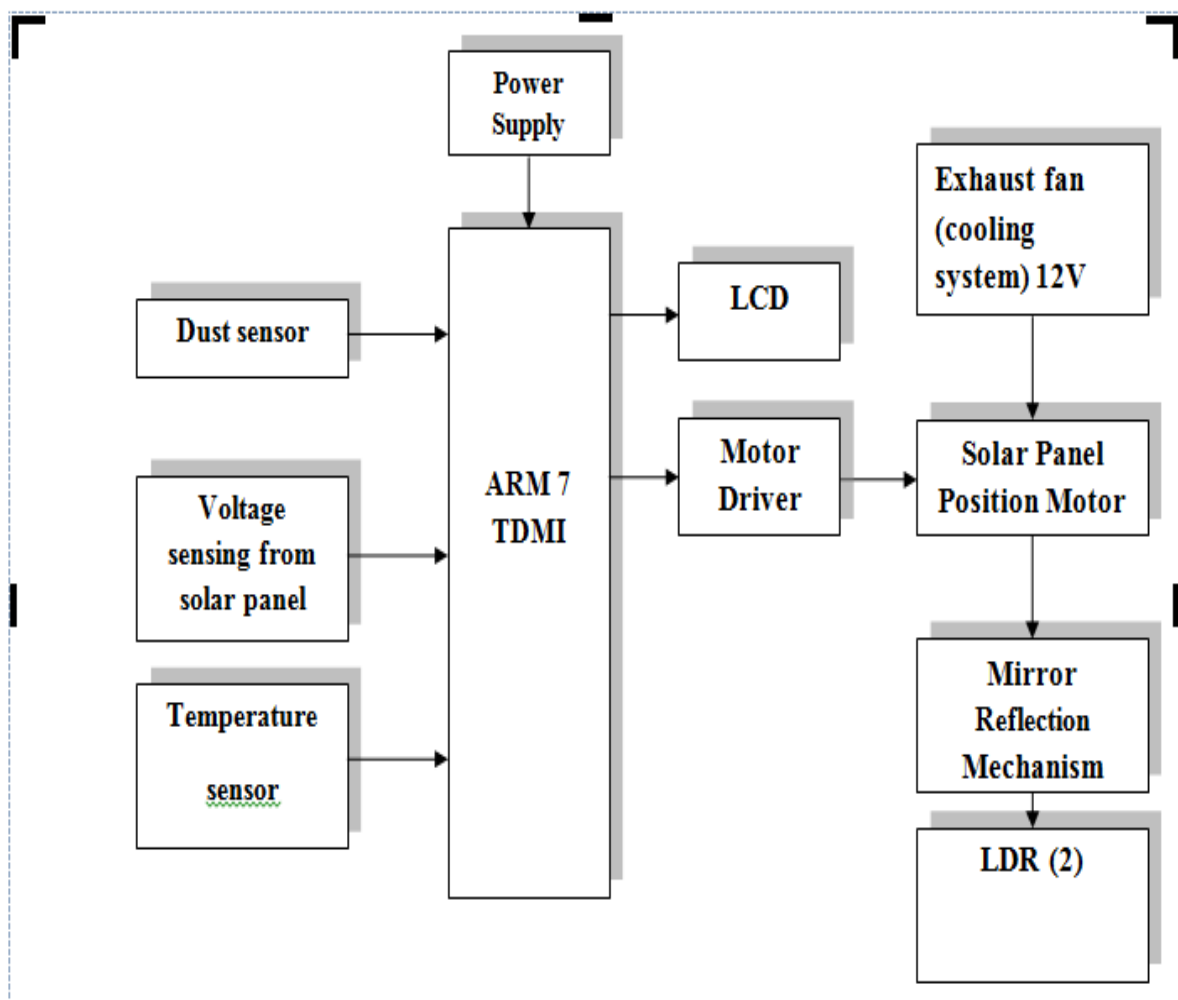 Power
Supply
Exhaust fan
(cooling
system) 12V
LCD
Dust sensor
Motor
Driver
Solar Panel
Position Motor
ARM 7
TDMI
Voltage
sensing from
solar panel
Mirror
Reflection
Mechanism
Temperature
sensor
LDR (2)